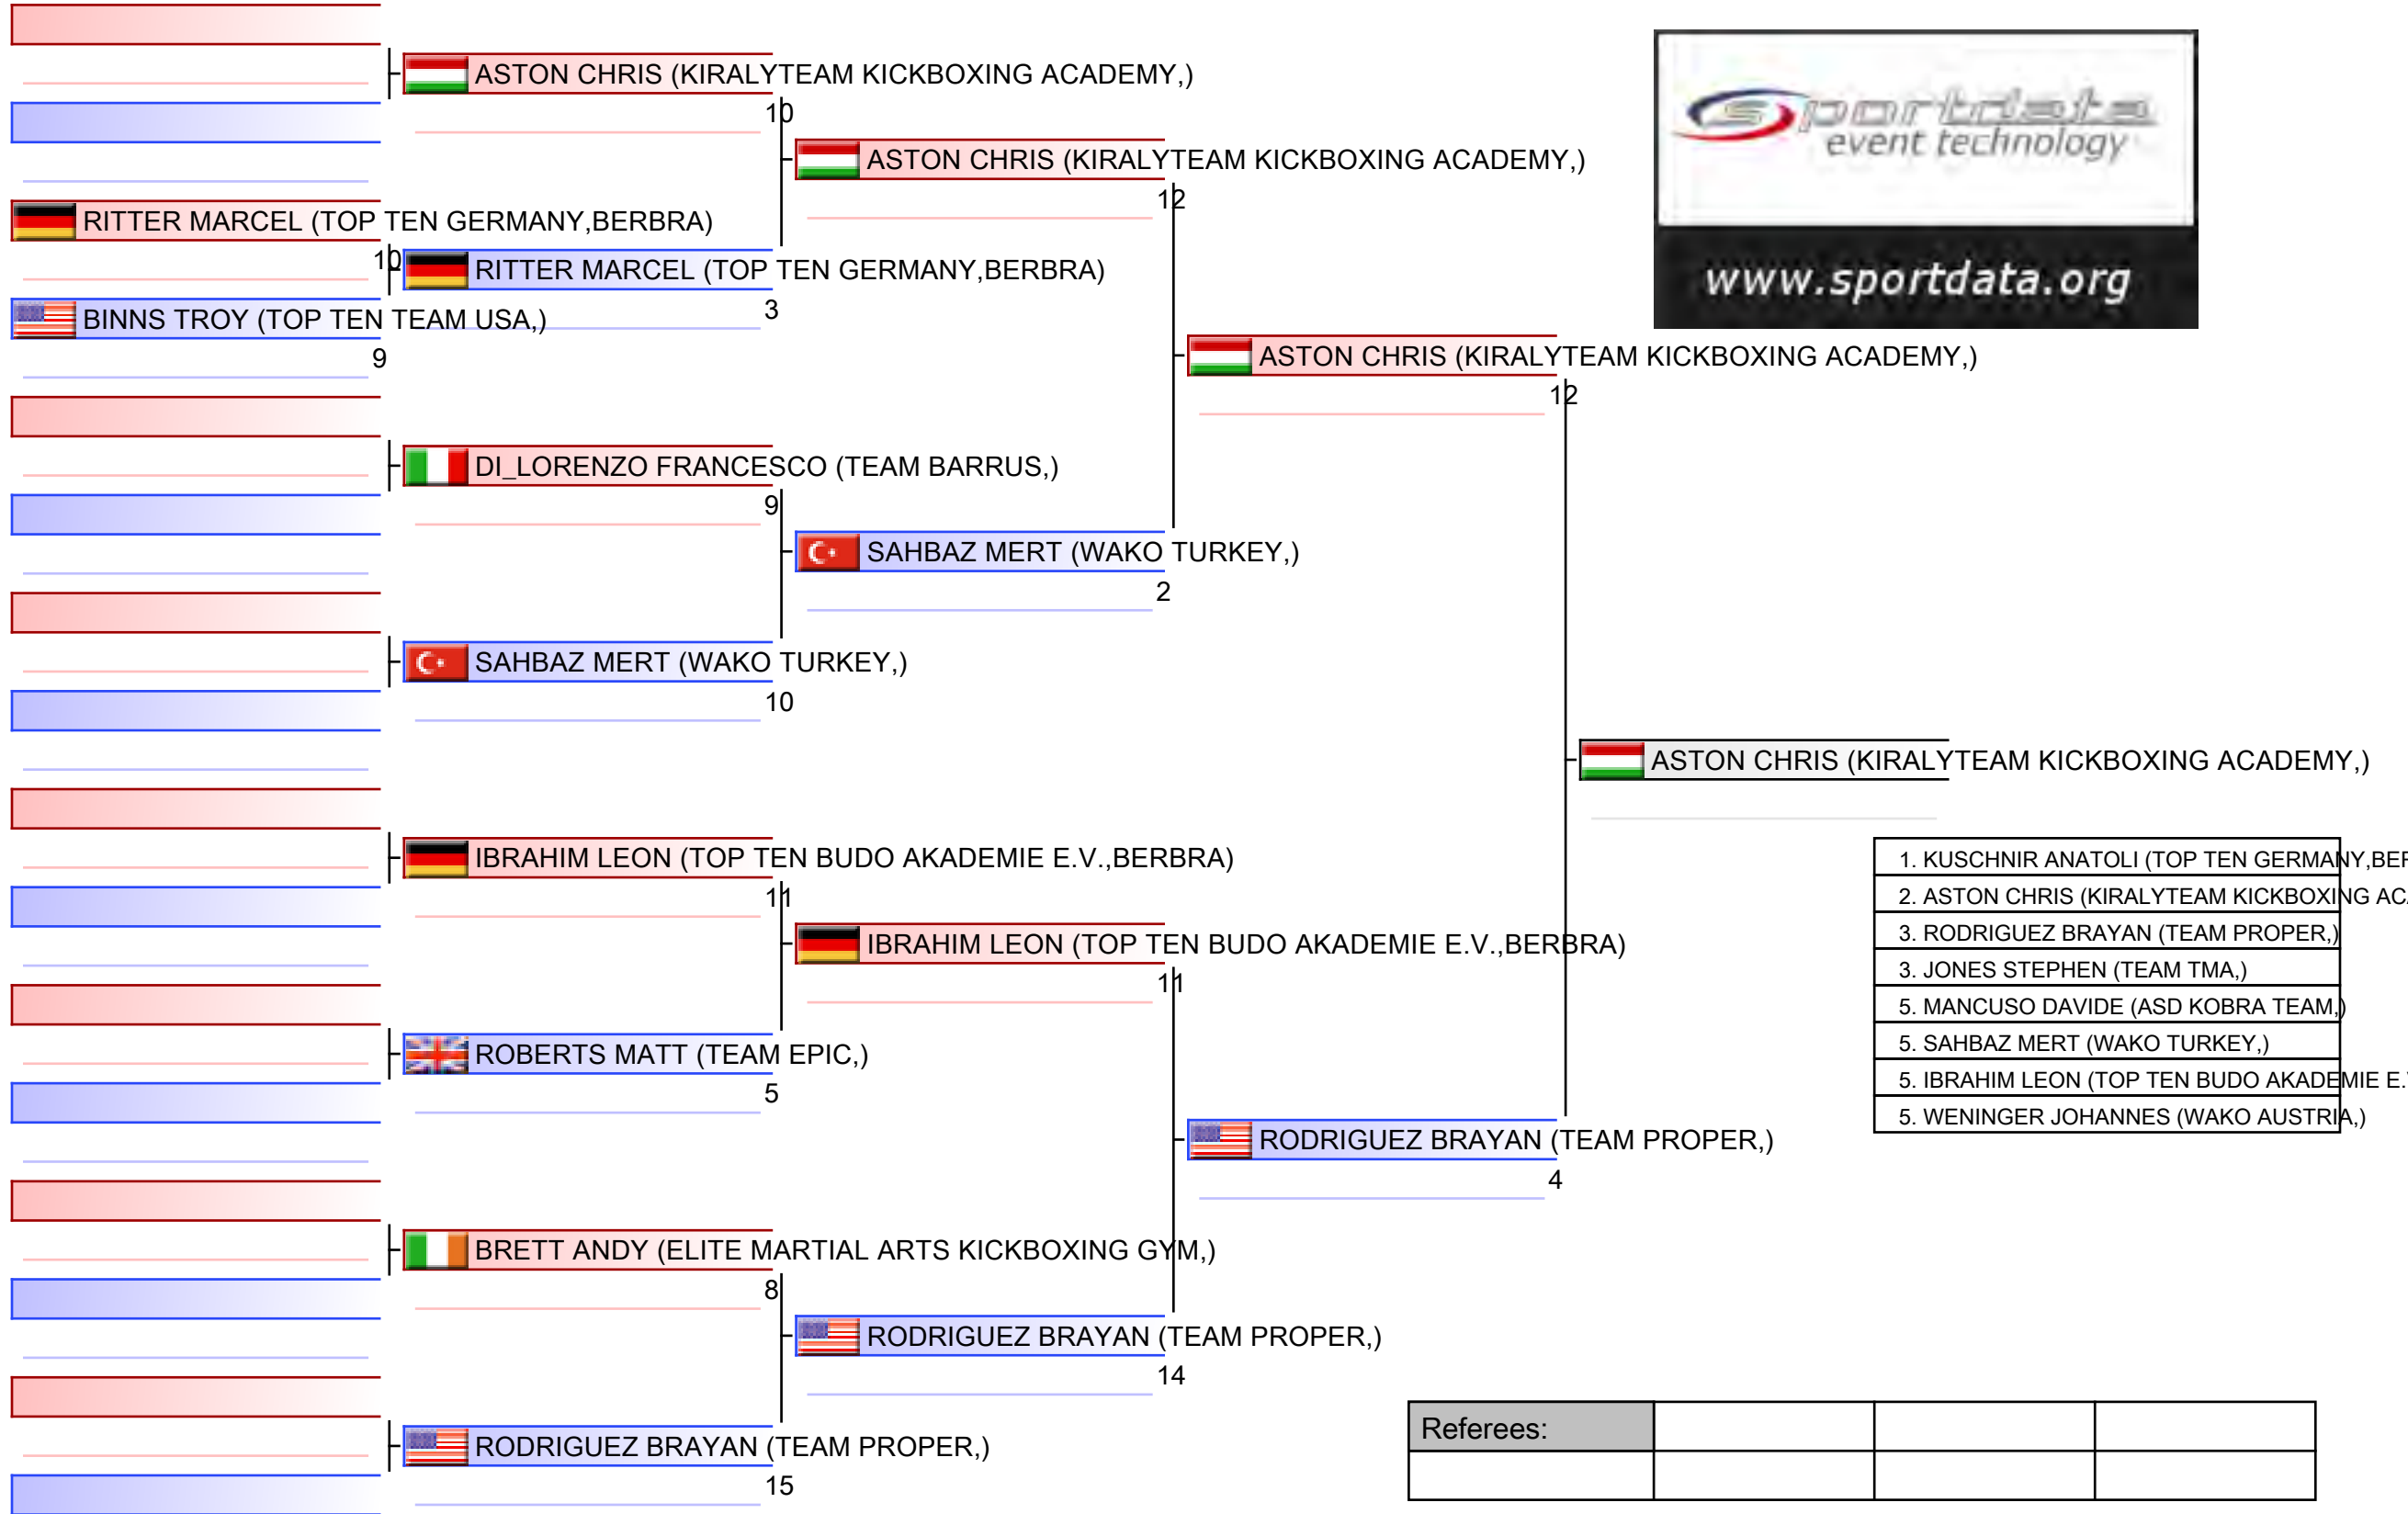 ASTON CHRIS (KIRALYTEAM KICKBOXING ACADEMY,)
10
ASTON CHRIS (KIRALYTEAM KICKBOXING ACADEMY,)
12
RITTER MARCEL (TOP TEN GERMANY,BERBRA)
10
RITTER MARCEL (TOP TEN GERMANY,BERBRA)
3
BINNS TROY (TOP TEN TEAM USA,)
9
ASTON CHRIS (KIRALYTEAM KICKBOXING ACADEMY,)
12
DI_LORENZO FRANCESCO (TEAM BARRUS,)
9
SAHBAZ MERT (WAKO TURKEY,)
2
SAHBAZ MERT (WAKO TURKEY,)
10
ASTON CHRIS (KIRALYTEAM KICKBOXING ACADEMY,)
IBRAHIM LEON (TOP TEN BUDO AKADEMIE E.V.,BERBRA)
11
IBRAHIM LEON (TOP TEN BUDO AKADEMIE E.V.,BERBRA)
11
ROBERTS MATT (TEAM EPIC,)
5
RODRIGUEZ BRAYAN (TEAM PROPER,)
4
BRETT ANDY (ELITE MARTIAL ARTS KICKBOXING GYM,)
8
RODRIGUEZ BRAYAN (TEAM PROPER,)
14
RODRIGUEZ BRAYAN (TEAM PROPER,)
15
sportdata
event technology
www.sportdata.org
1. KUSCHNIR ANATOLI (TOP TEN GERMANY,BER
2. ASTON CHRIS (KIRALYTEAM KICKBOXING ACA
3. RODRIGUEZ BRAYAN (TEAM PROPER,)
3. JONES STEPHEN (TEAM TMA,)
5. MANCUSO DAVIDE (ASD KOBRA TEAM,)
5. SAHBAZ MERT (WAKO TURKEY,)
5. IBRAHIM LEON (TOP TEN BUDO AKADEMIE E.V
5. WENINGER JOHANNES (WAKO AUSTRIA,)
Referees: